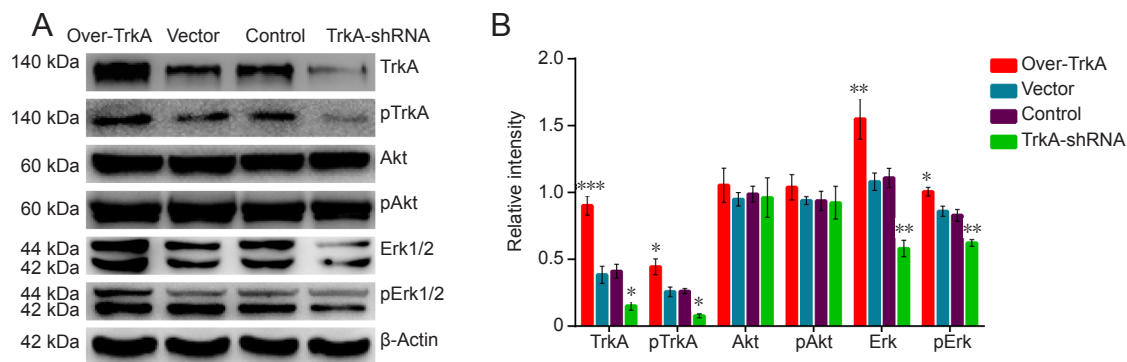 A
Over-TrkA Vector Control TrkA-shRNA
140 kDa TrkA
140 kDa pTrkA
60 kDa Akt
60 kDa pAkt
44 kDa Erk1/2
42 kDa
44 kDa pErk1/2
42 kDa
42 kDa β-Actin
B
Relative intensity
2.0
1.5
1.0
0.5
0
*** * * * ** ** * **
TrkA pTrkA Akt pAkt Erk pErk
Over-TrkA
Vector
Control
TrkA-shRNA